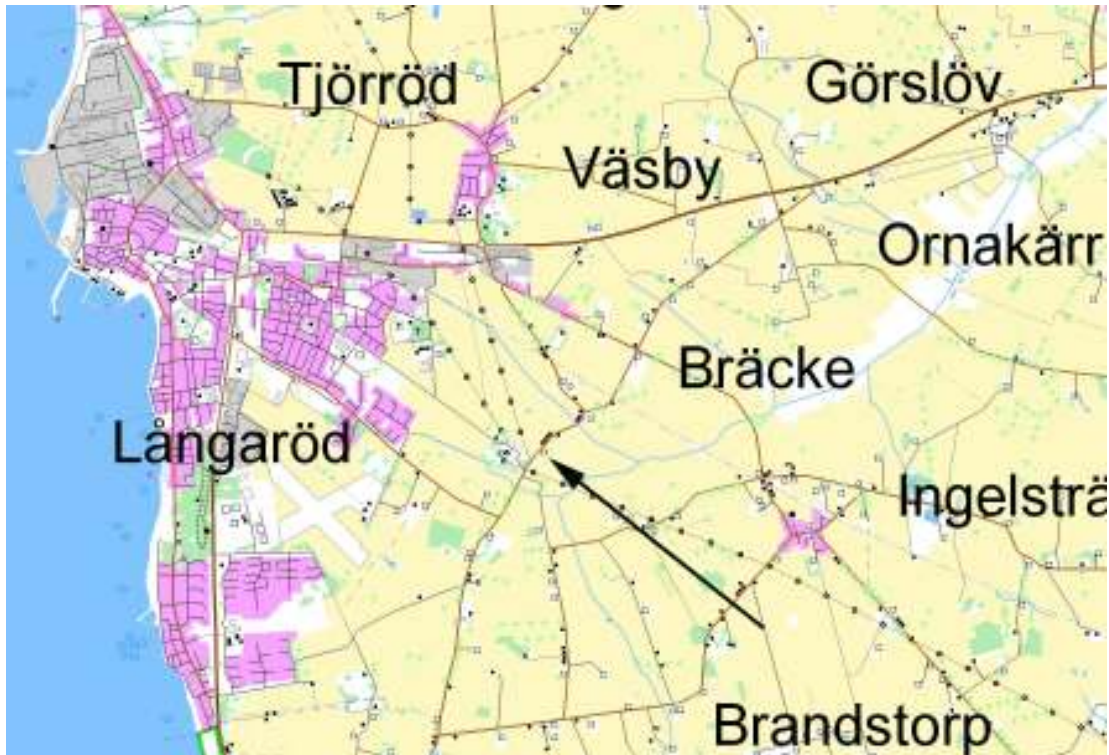 Tjörröd
Görslöv
Väsby
Ornakärr
Bräcke
Långaröd
Ingelsträ
Brandstorp